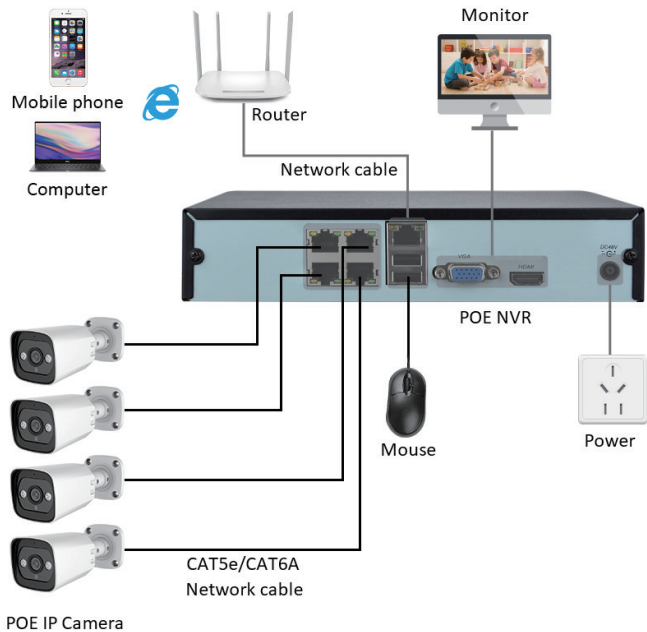 Monitor
Mobile phone
Router
Computer
Network cable
VGA
HDMI
DC48V
POE NVR
Mouse
Power
CAT5e/CAT6A
Network cable
POE IP Camera